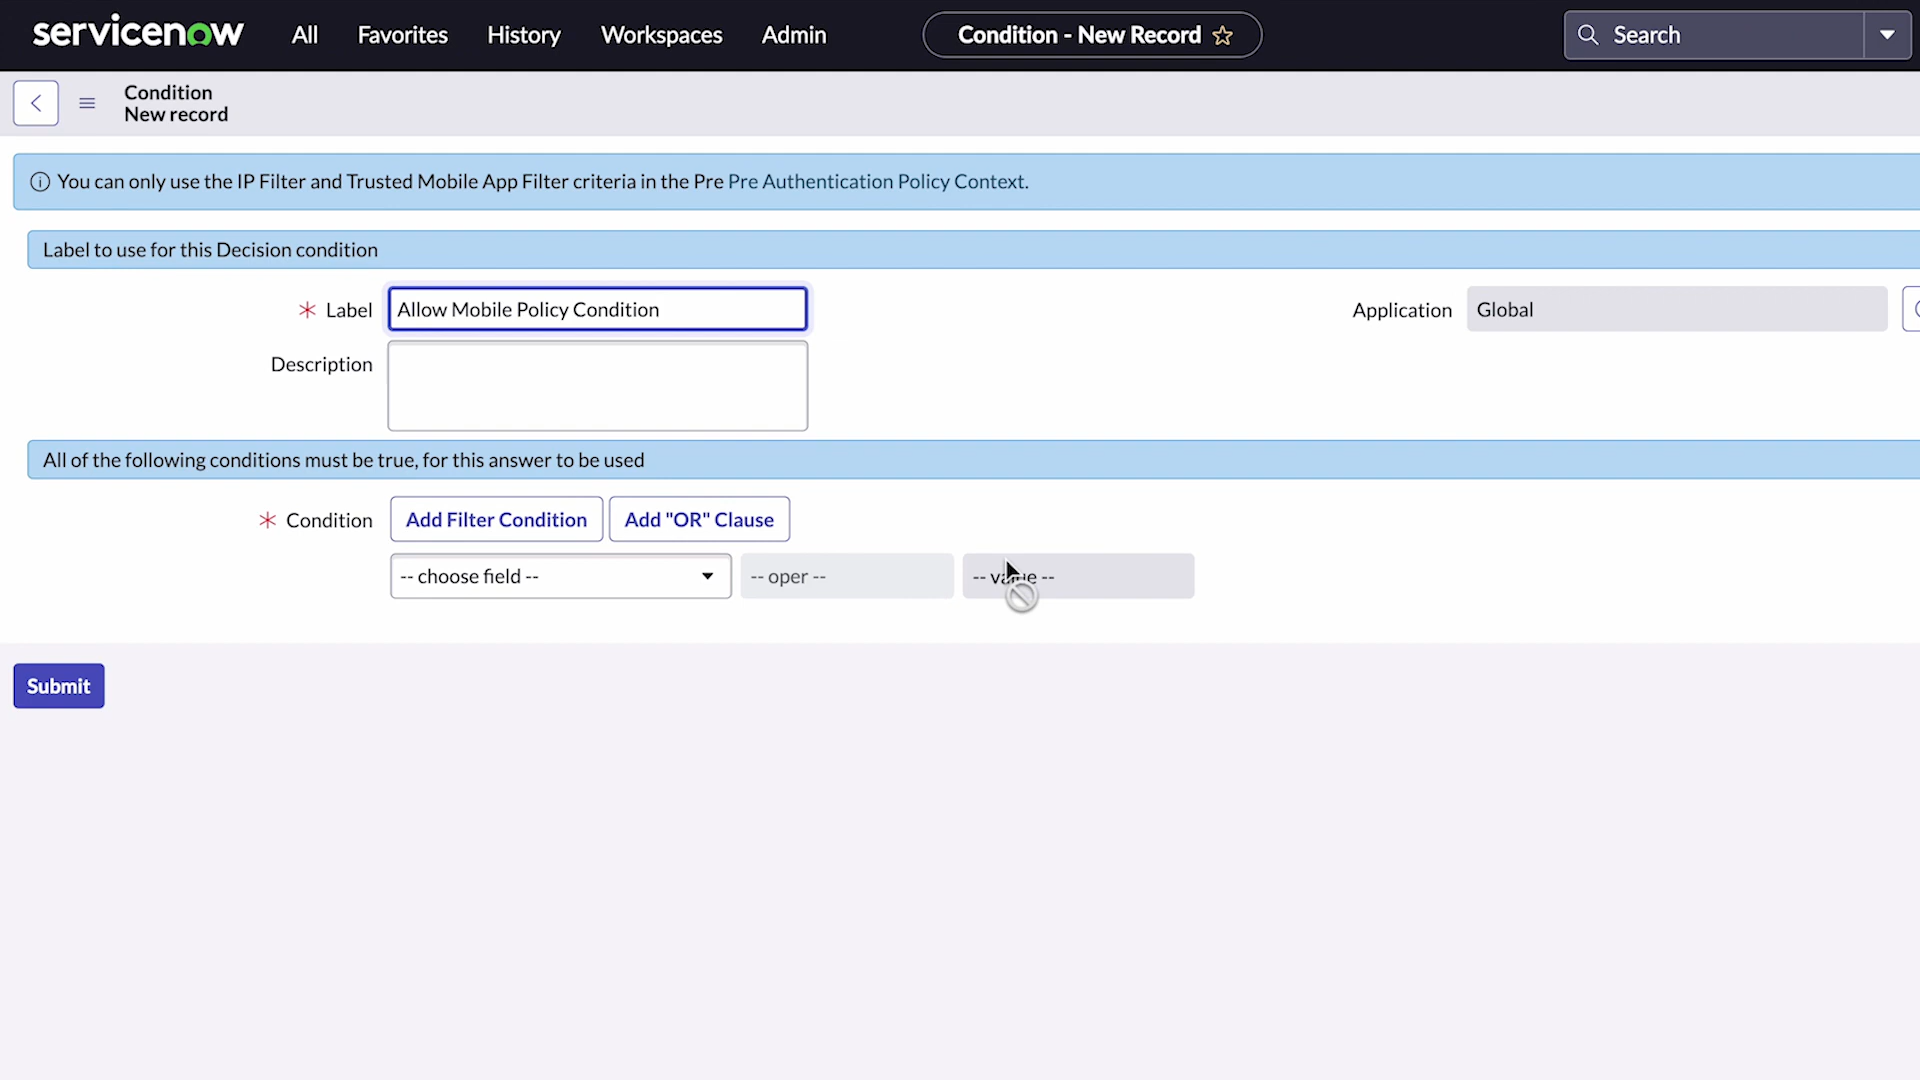 servicenow All Favorites History Workspaces Admin Condition - New Record Search
Condition
New record
You can only use the IP Filter and Trusted Mobile App Filter criteria in the Pre Pre Authentication Policy Context.
Label to use for this Decision condition
Label Allow Mobile Policy Condition Application Global
Description
All of the following conditions must be true, for this answer to be used
Condition Add Filter Condition Add "OR" Clause
-- choose field -- -- oper -- -- value --
Submit